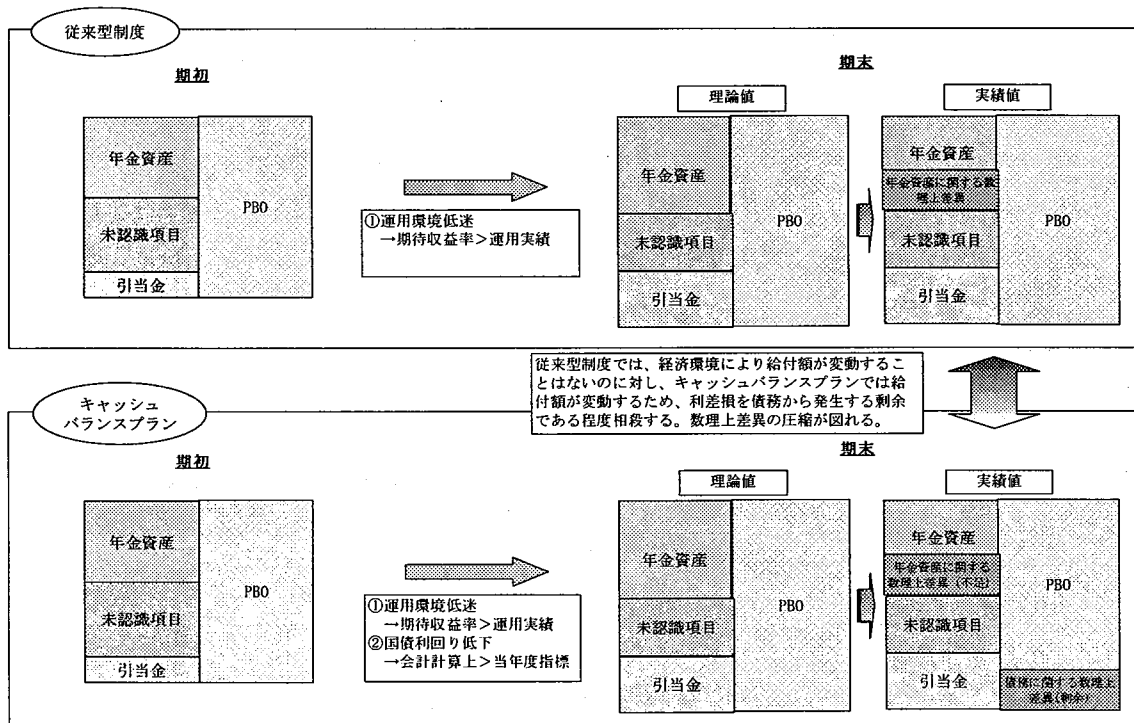 従来型制度
期初
年金資産
未認識項目
引当金
PBO
①運用環境低迷
→期待収益率＞運用実績
期末
理論値
年金資産
未認識項目
引当金
PBO
実績値
年金資産
年金資産に関する数
理上差異
未認識項目
引当金
PBO
従来型制度では、経済環境により給付額が変動するこ
とはないのに対し、キャッシュバランスプランでは給
付額が変動するため、利差損を債務から発生する剰余
である程度相殺する。数理上差異の圧縮が図れる。
キャッシュ
バランスプラン
期初
年金資産
未認識項目
引当金
PBO
①運用環境低迷
→期待収益率＞運用実績
②国債利回り低下
→会計計算上＞当年度指標
期末
理論値
年金資産
未認識項目
引当金
PBO
実績値
年金資産
年金資産に関する
数理上差異（不足）
未認識項目
引当金
PBO
債務に関する数理上
差異（剰余）